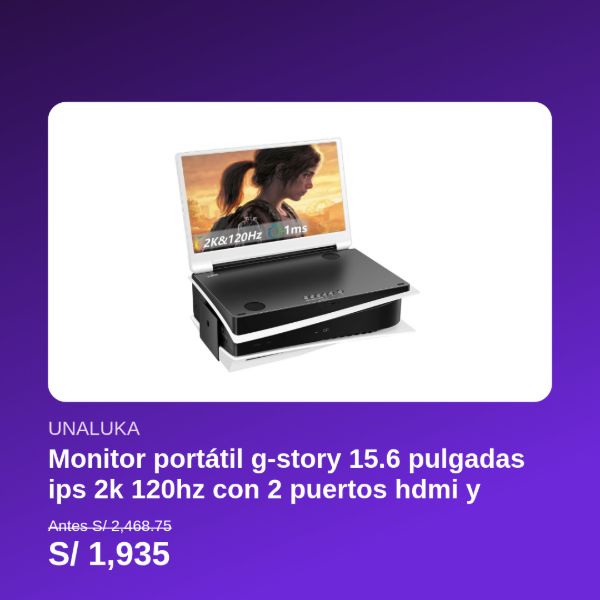 2K&120Hz
1ms
UNALUKA
Monitor portátil g-story 15.6 pulgadas
ips 2k 120hz con 2 puertos hdmi y
Antes S/ 2,468.75
S/ 1,935